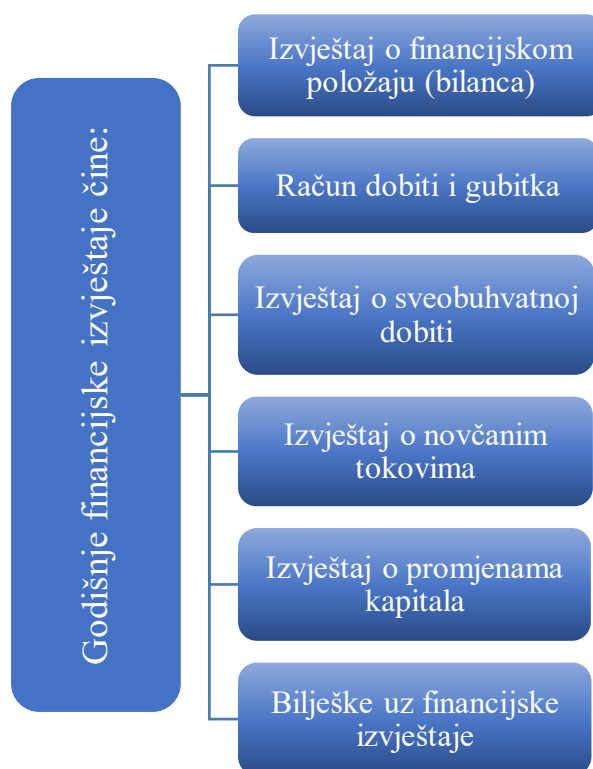 Godišnje financijske izvještaje čine:
Izvještaj o financijskom
položaju (bilanca)
Račun dobiti i gubitka
Izvještaj o sveobuhvatnoj
dobiti
Izvještaj o novčanim
tokovima
Izvještaj o promjenama
kapitala
Bilješke uz financijske
izvještaje